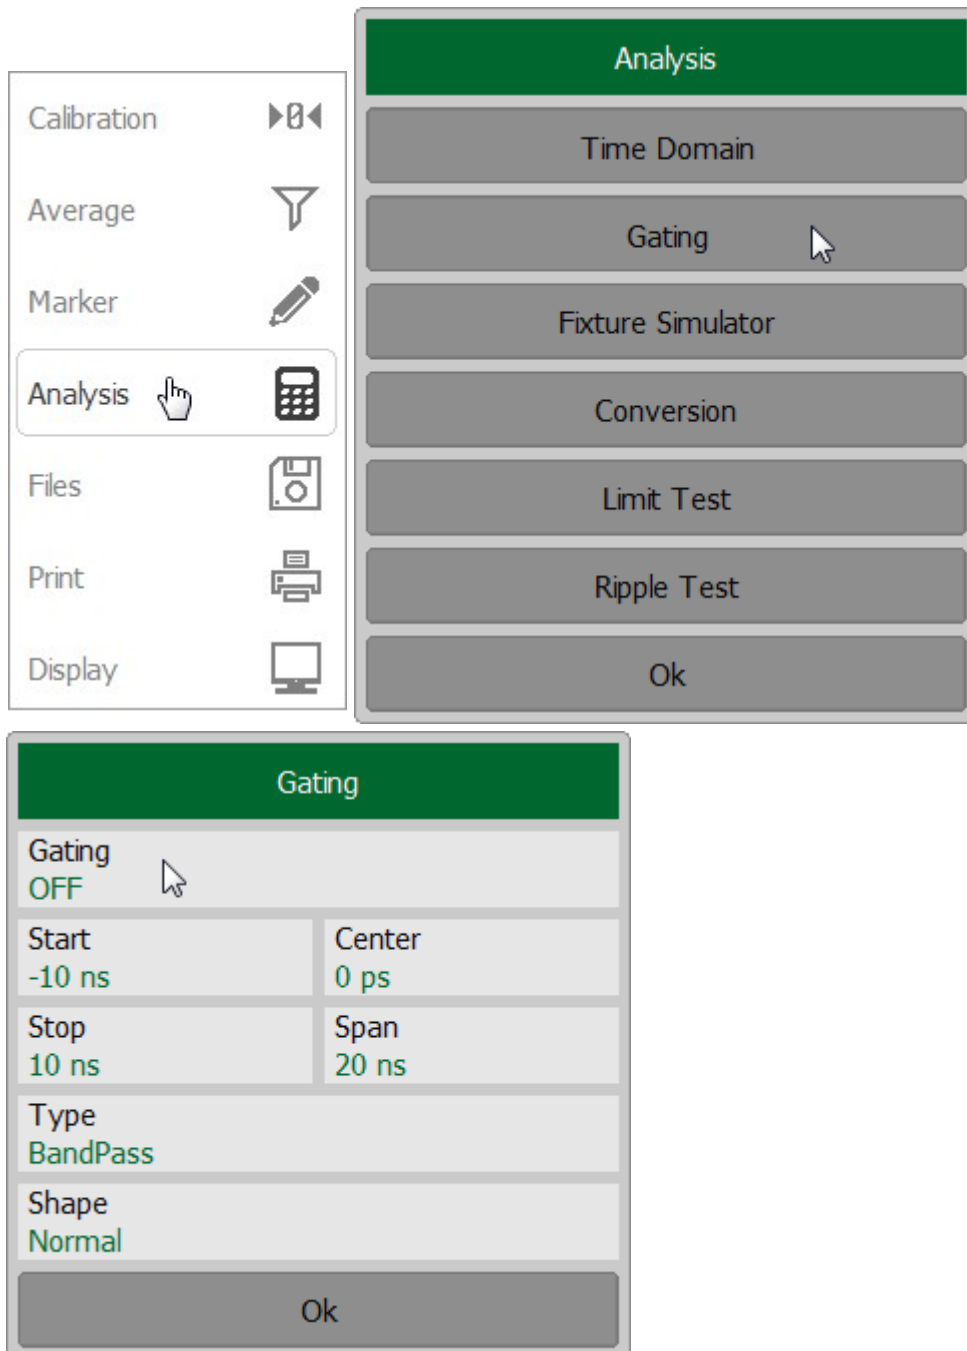 Calibration
Average
Marker
Analysis
Files
Print
Display
Analysis
Time Domain
Gating
Fixture Simulator
Conversion
Limit Test
Ripple Test
Ok
Gating
Gating
OFF
Start
-10 ns
Center
0 ps
Stop
10 ns
Span
20 ns
Type
BandPass
Shape
Normal
Ok